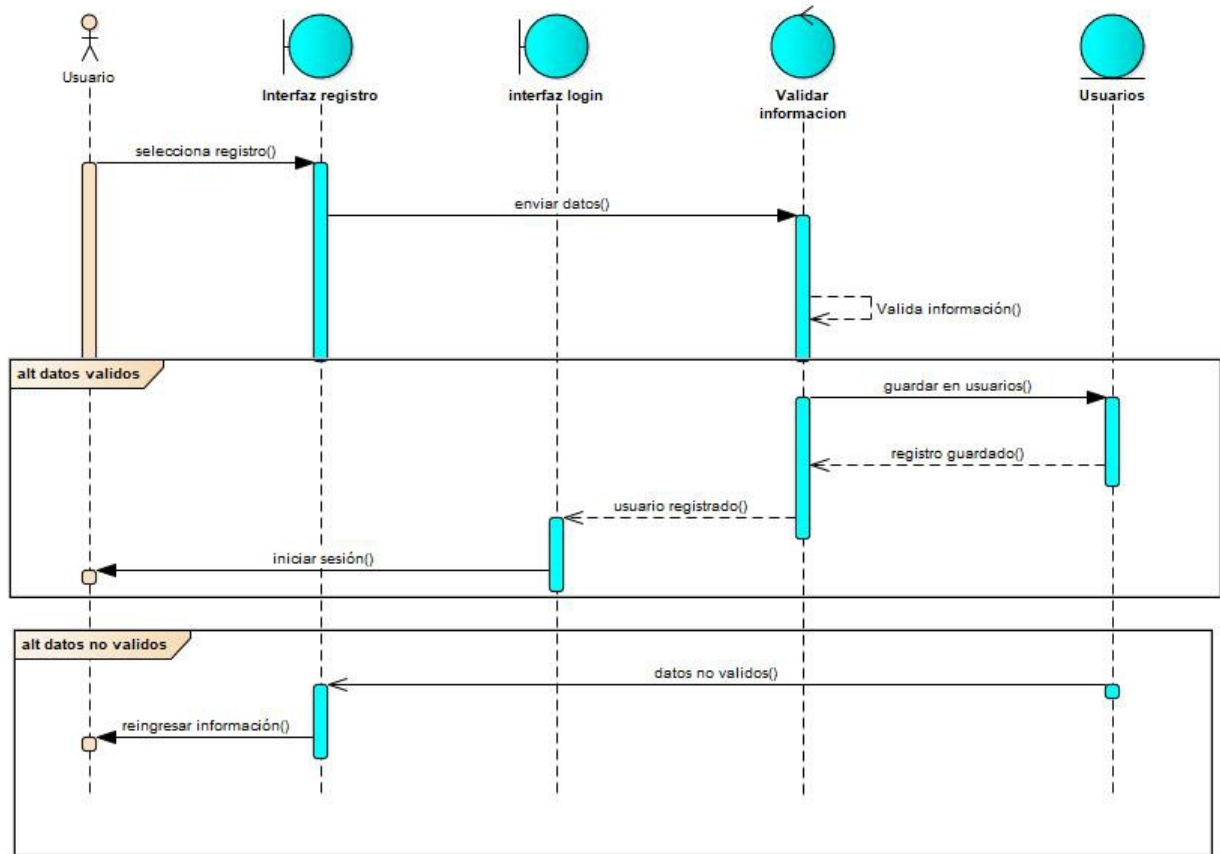 Usuario
Interfaz registro
interfaz login
Validar
informacion
Usuarios
selecciona registro()
enviar datos()
Valida información()
alt datos validos
guardar en usuarios()
registro guardado()
usuario registrado()
iniciar sesión()
alt datos no validos
datos no validos()
reingresar información()